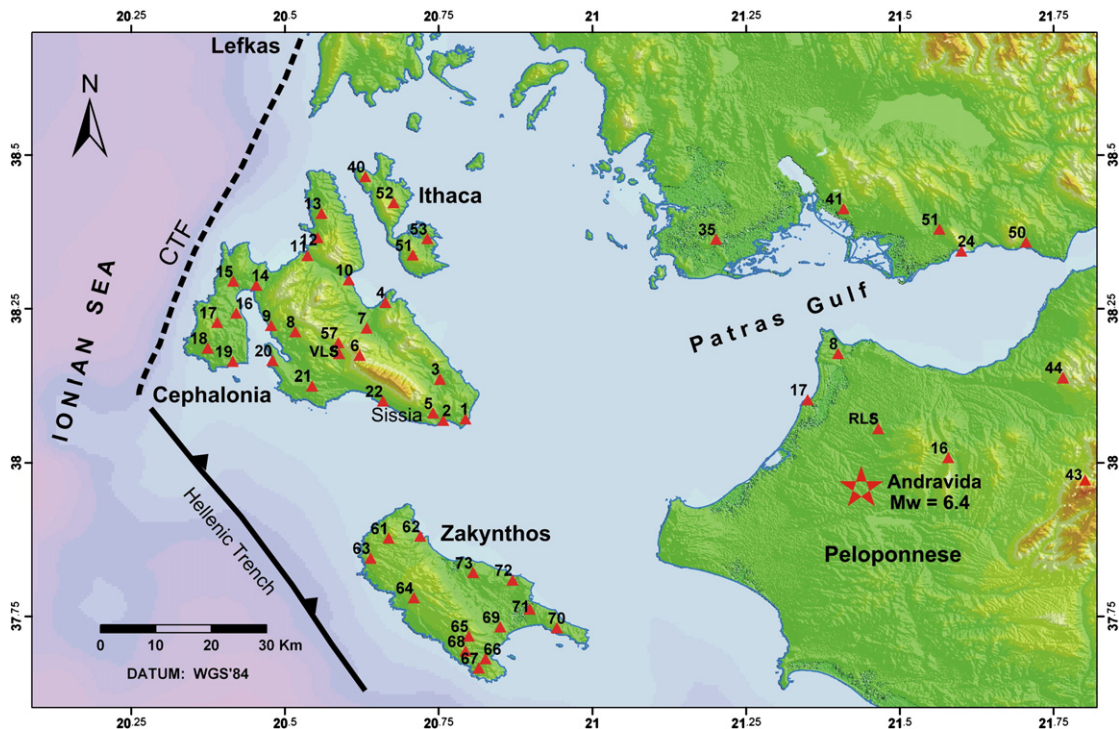 20.25 20.5 20.75 21 21.25 21.5 21.75
Lefkas
N
38.5 38.5
40
Ithaca
52
13
41
53
12
51
50
35
11
51
24
CTF
10
15
14
4
38.25 38.25
16
Patras Gulf
17
9
8
7
57
VLS
6
8
18
19
20
IONIAN SEA
3
44
21
Cephalonia
22
17
5
2
1
Sissia
RLS
16
38 38
43
Andravida
Mw = 6.4
Hellenic Trench
61
62
Zakynthos
63
Peloponnese
73
72
64
37.75 37.75
71
70
69
65
0 10 20 30 Km
68
66
67
DATUM: WGS'84
20.25 20.5 20.75 21 21.25 21.5 21.75